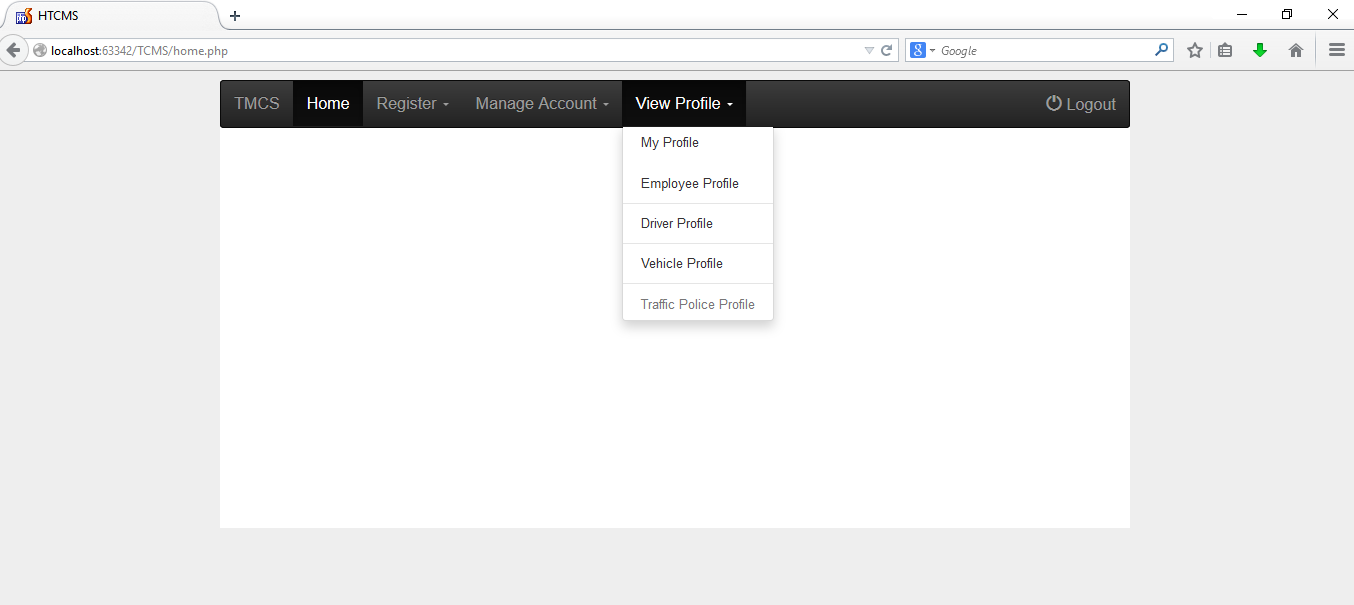 HTCMS
localhost:63342/TCMS/home.php
Google
TMCS Home Register Manage Account View Profile Logout
My Profile
Employee Profile
Driver Profile
Vehicle Profile
Traffic Police Profile